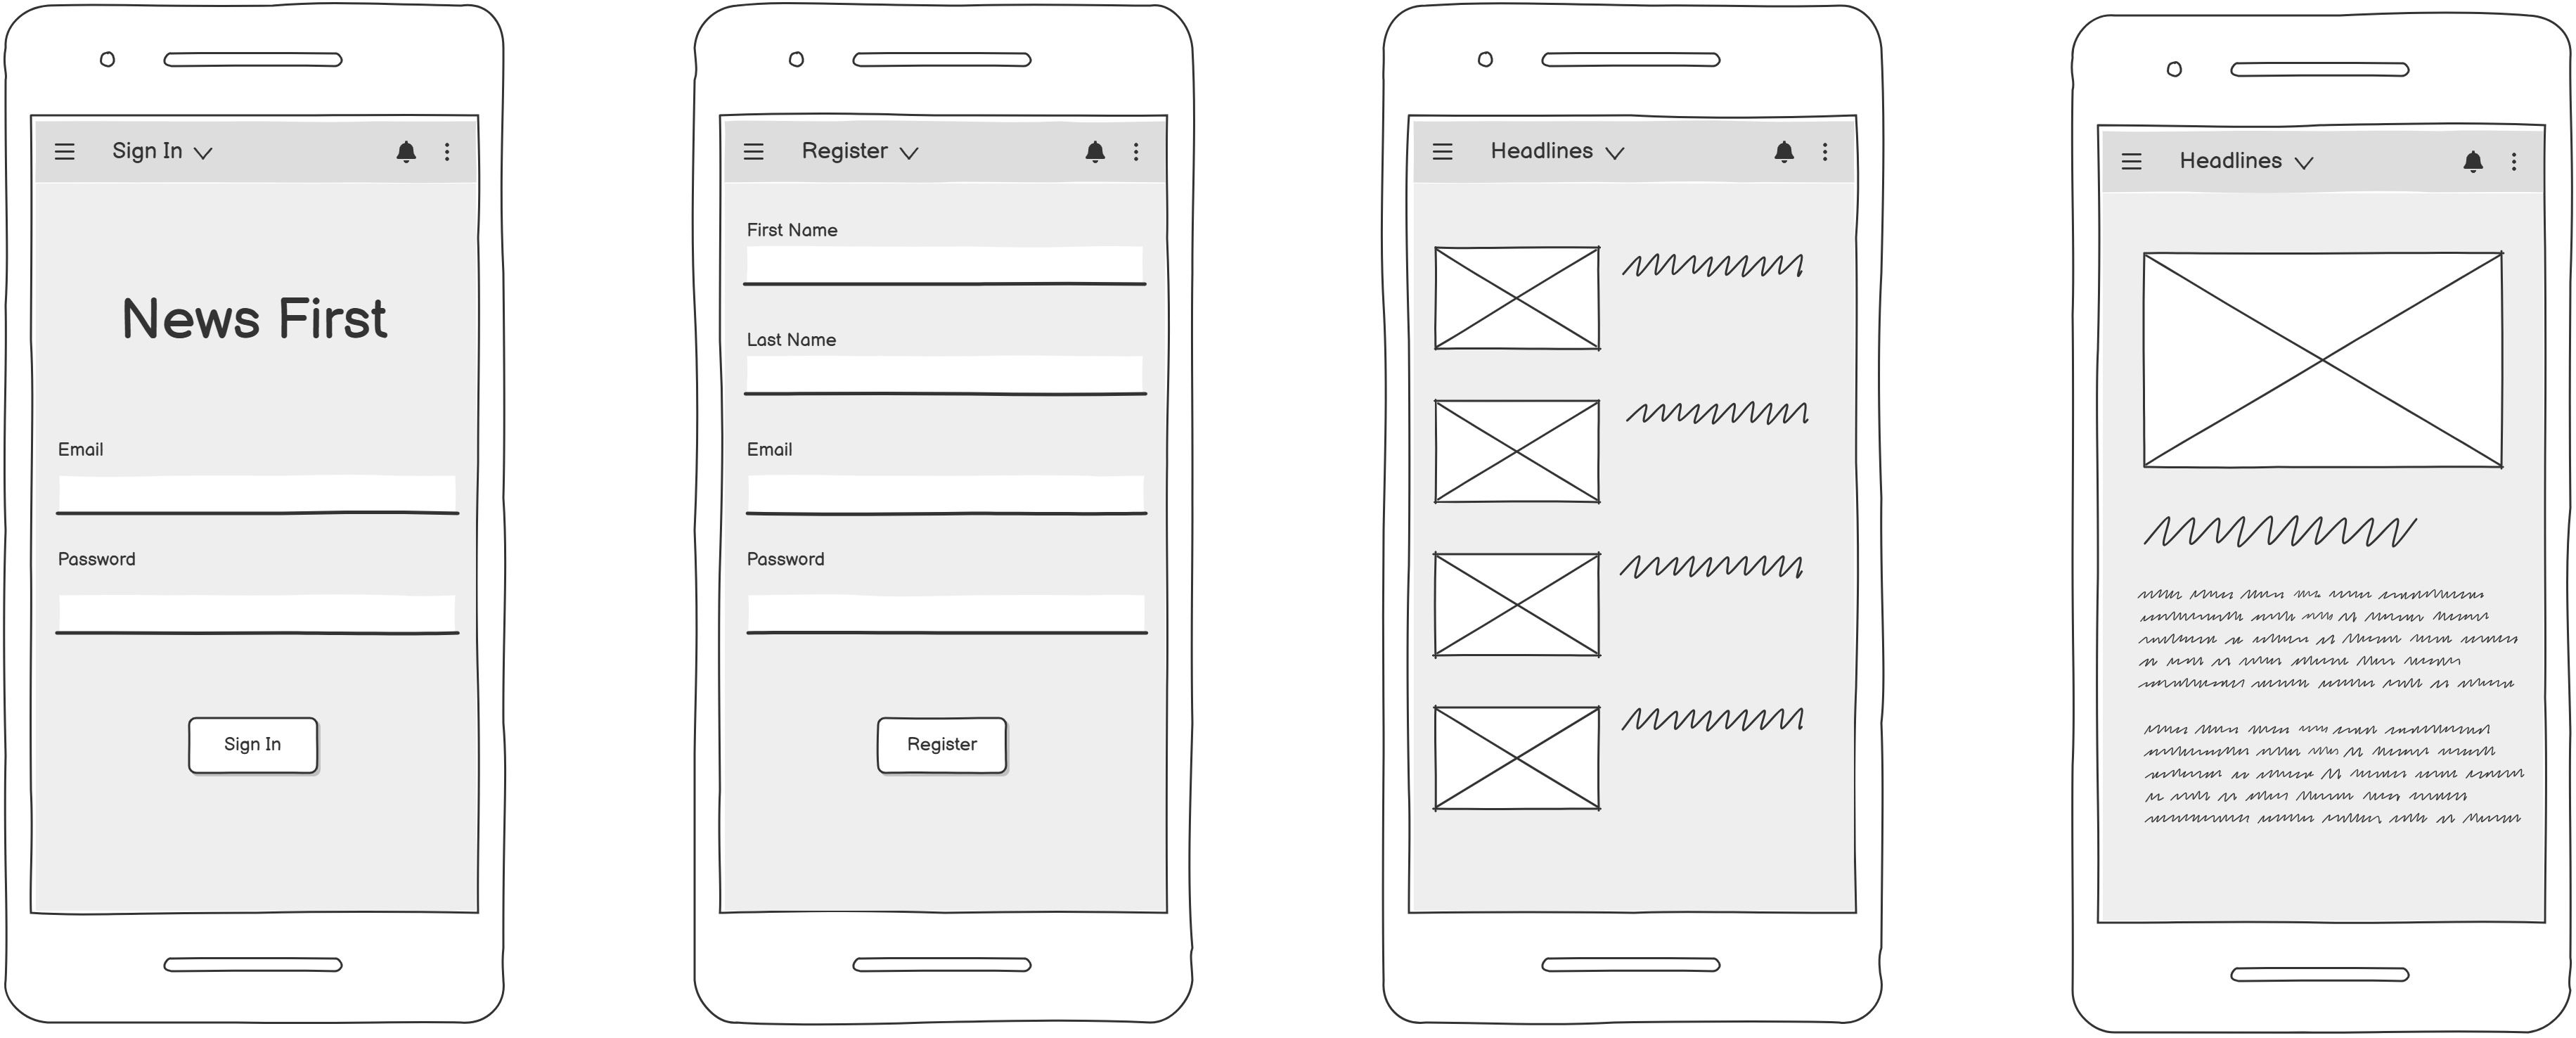 Sign In
News First
Email
Password
Sign In
Register
First Name
Last Name
Email
Password
Register
Headlines
Headlines